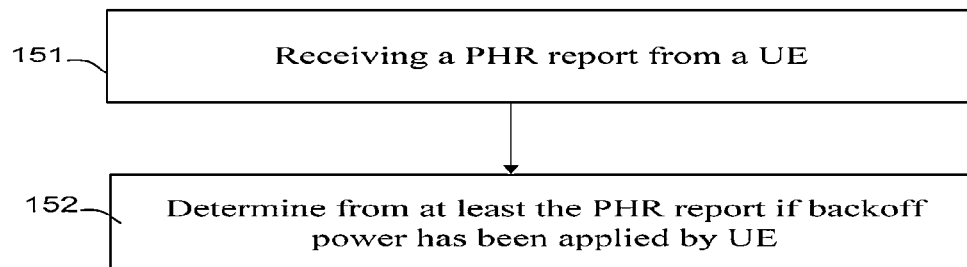 151
Receiving a PHR report from a UE
152
Determine from at least the PHR report if backoff
power has been applied by UE